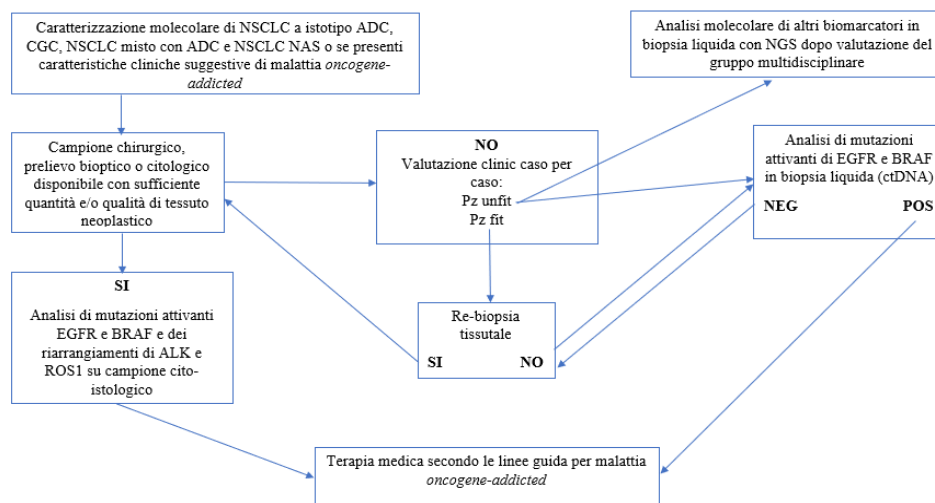 Caratterizzazione molecolare di NSCLC a istotipo ADC,
CGC, NSCLC misto con ADC e NSCLC NAS o se presenti
caratteristiche cliniche suggestive di malattia oncogene-
addicted
Analisi molecolare di altri biomarcatori in
biopsia liquida con NGS dopo valutazione del
gruppo multidisciplinare
Campione chirurgico,
prelievo bioptico o citologico
disponibile con sufficiente
quantità e/o qualità di tessuto
neoplastico
NO
Valutazione clinic caso per
caso:
Pz unfit
Pz fit
Analisi di mutazioni
attivanti di EGFR e BRAF
in biopsia liquida (ctDNA)
NEG POS
SI
Analisi di mutazioni attivanti
EGFR e BRAF e dei
riarrangiamenti di ALK e
ROS1 su campione cito-
istologico
Re-biopsia
tissutale
SI NO
Terapia medica secondo le linee guida per malattia
oncogene-addicted